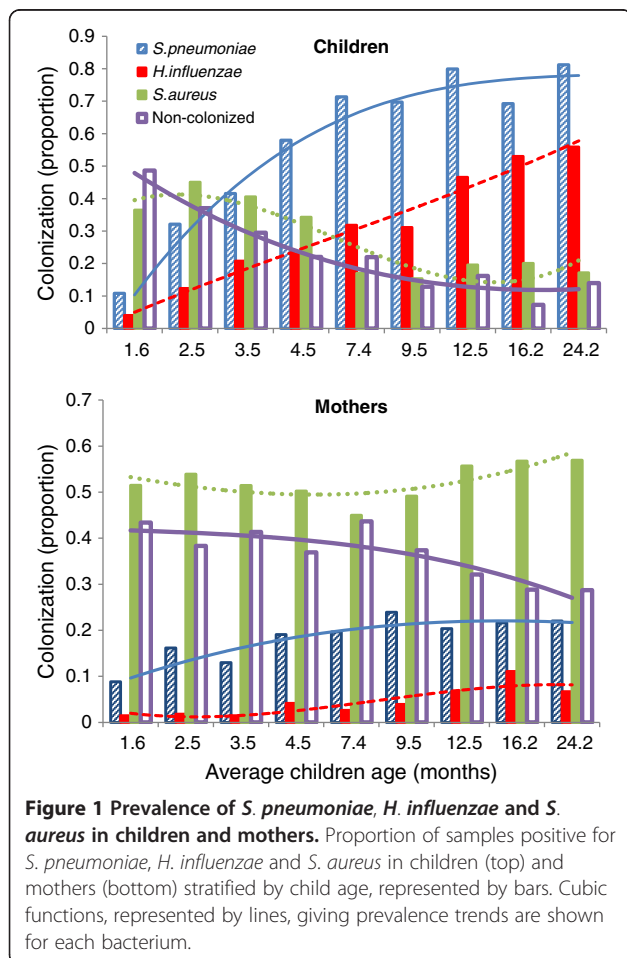 Children
S.pneumoniae
H.influenzae
S.aureus
Non-colonized
Colonization (proportion)
0.9
0.8
0.7
0.6
0.5
0.4
0.3
0.2
0.1
0
1.6 2.5 3.5 4.5 7.4 9.5 12.5 16.2 24.2
Mothers
Colonization (proportion)
0.7
0.6
0.5
0.4
0.3
0.2
0.1
0
1.6 2.5 3.5 4.5 7.4 9.5 12.5 16.2 24.2
Average children age (months)
Figure 1 Prevalence of S. pneumoniae, H. influenzae and S.
aureus in children and mothers. Proportion of samples positive for
S. pneumoniae, H. influenzae and S. aureus in children (top) and
mothers (bottom) stratified by child age, represented by bars. Cubic
functions, represented by lines, giving prevalence trends are shown
for each bacterium.